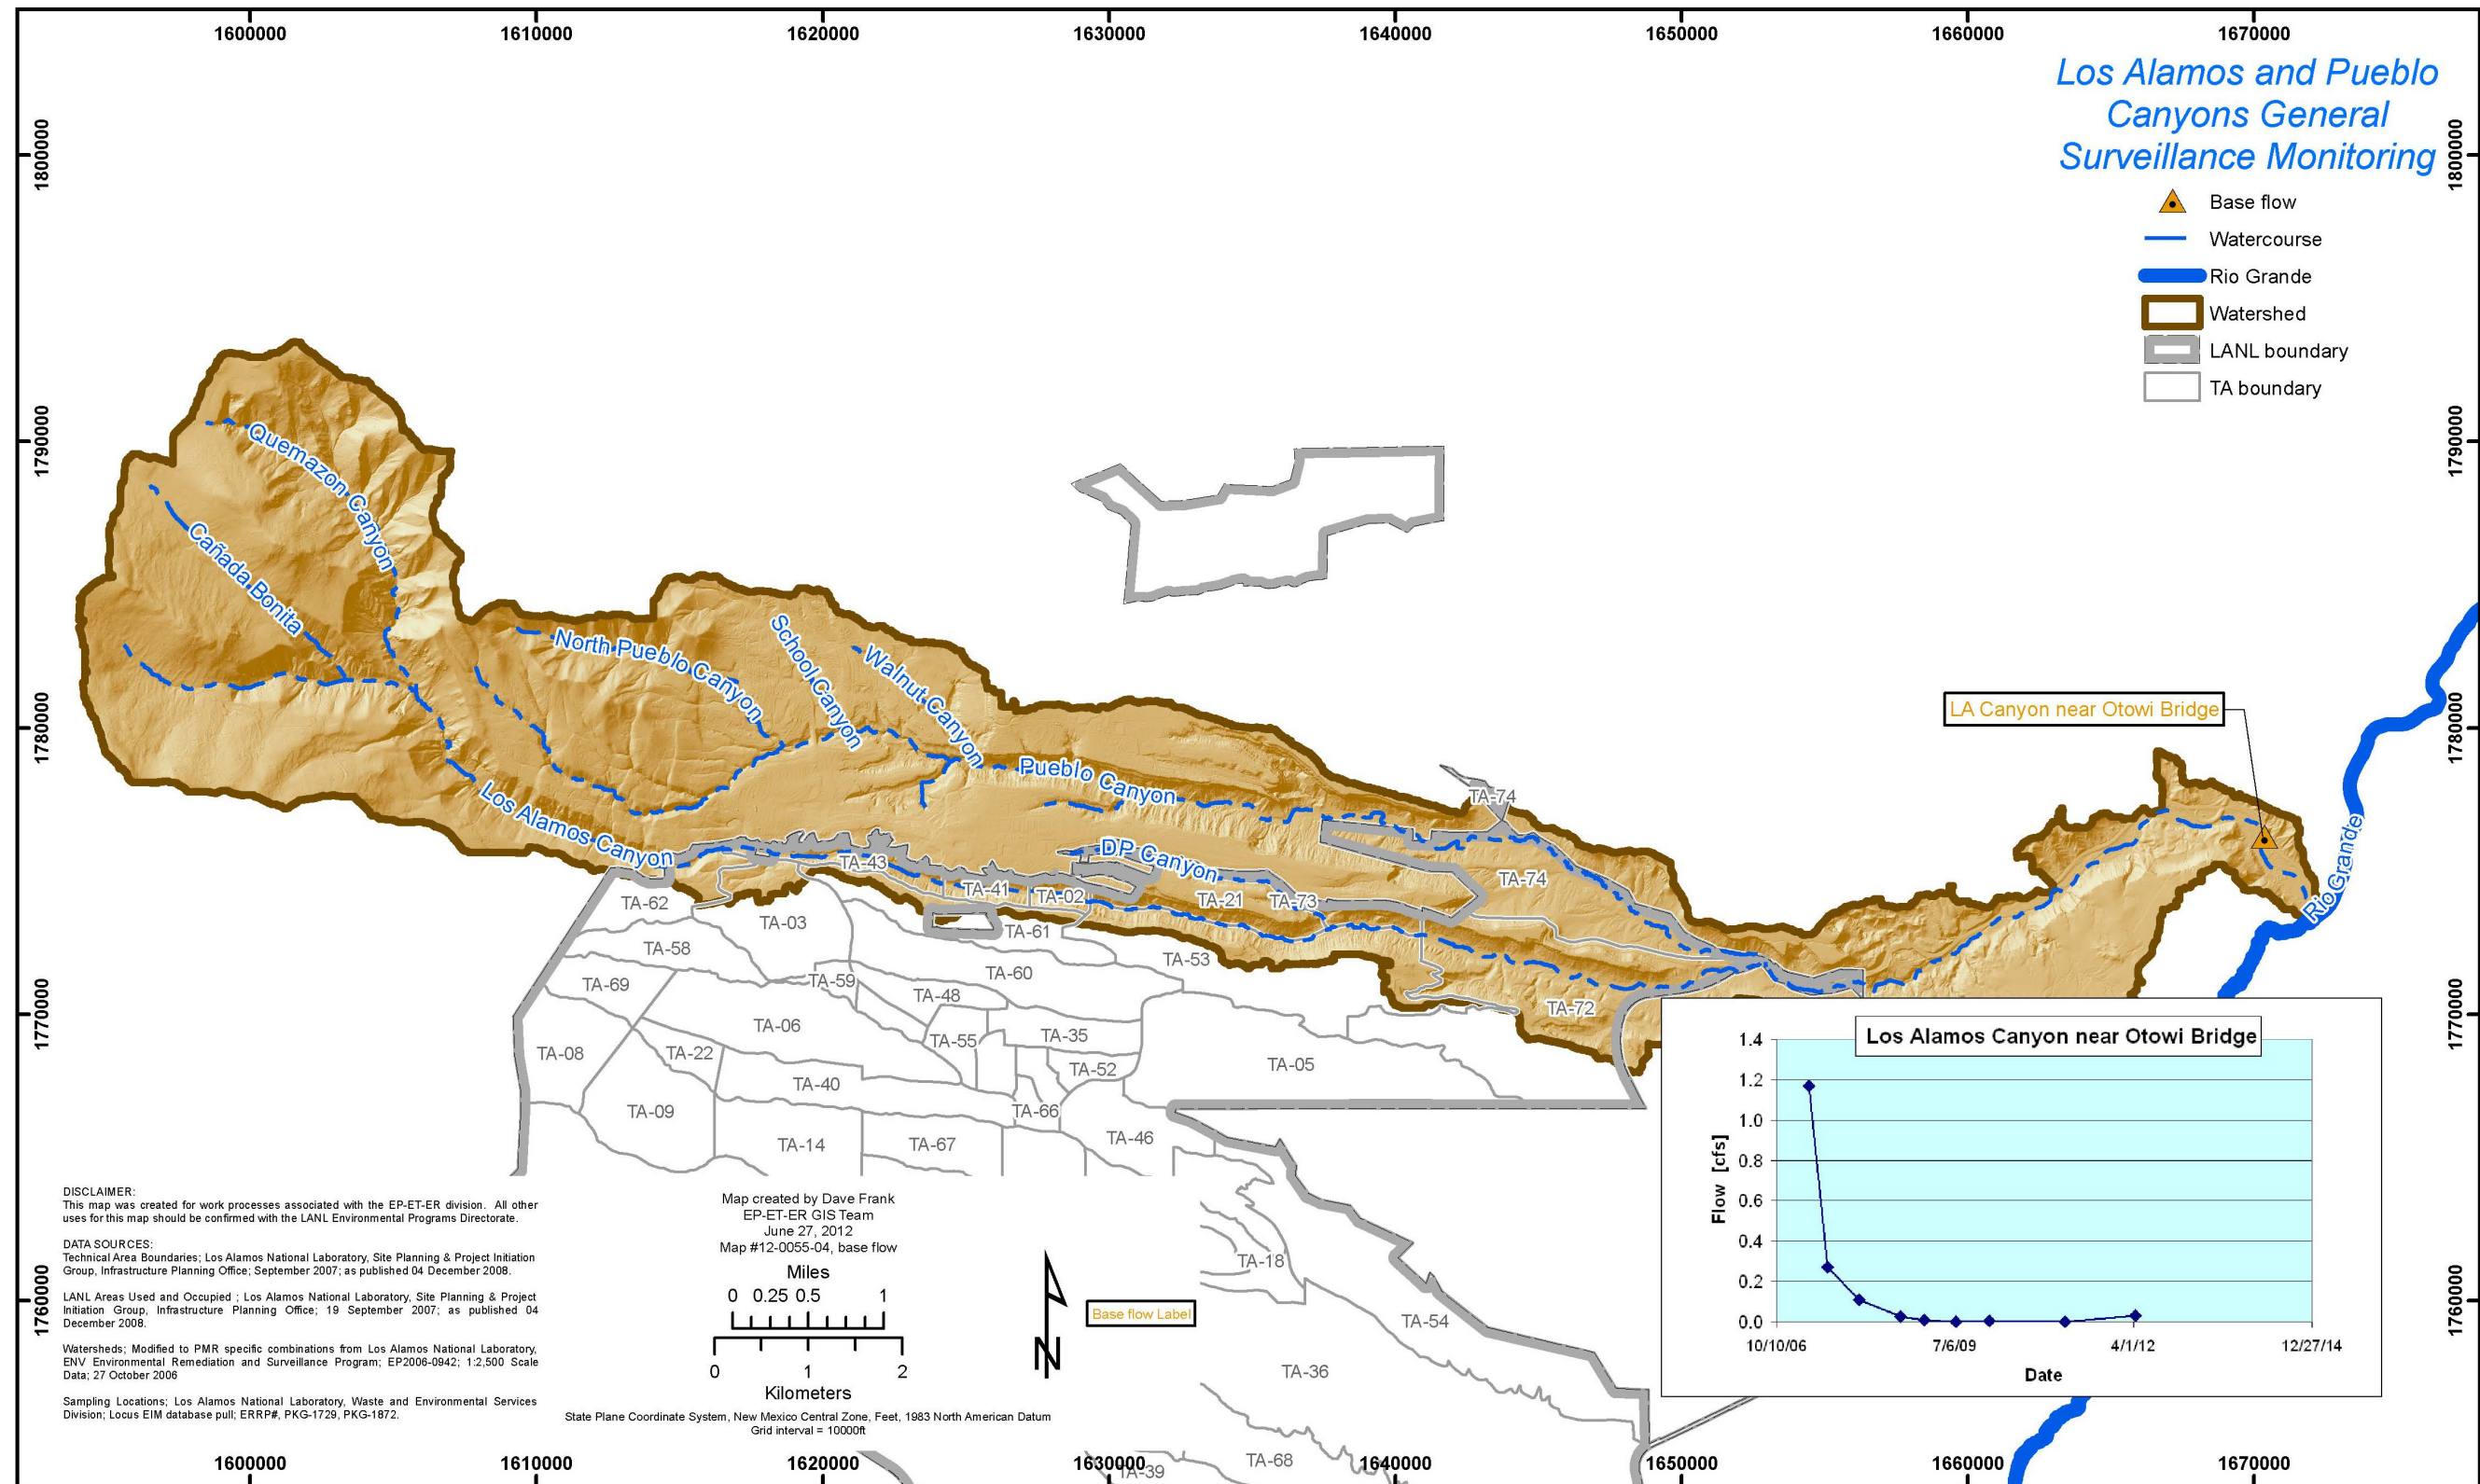 1600000 1610000 1620000 1630000 1640000 1650000 1660000 1670000
Los Alamos and Pueblo
Canyons General
Surveillance Monitoring
Base flow
Watercourse
Rio Grande
Watershed
LANL boundary
TA boundary
1800000 1800000
1790000 1790000
1780000 1780000
1770000 1770000
1760000 1760000
Quemazon Canyon
Cañada Bonita
North Pueblo Canyon
School Canyon
Walnut Canyon
Pueblo Canyon
Los Alamos Canyon
DP Canyon
LA Canyon near Otowi Bridge
Rio Grande
TA-74
TA-43
TA-41
TA-02
TA-21
TA-73
TA-74
TA-62
TA-03
TA-61
TA-58
TA-53
TA-60
TA-59
TA-69
TA-48
TA-72
TA-06
TA-55
TA-35
TA-08
TA-22
TA-52
TA-05
TA-40
TA-09
TA-66
TA-14
TA-67
TA-46
TA-18
TA-54
TA-36
TA-68
TA-39
Los Alamos Canyon near Otowi Bridge
1.4
1.2
1.0
0.8
0.6
0.4
0.2
0.0
Flow [cfs]
10/10/06 7/6/09 4/1/12 12/27/14
Date
DISCLAIMER:
This map was created for work processes associated with the EP-ET-ER division. All other
uses for this map should be confirmed with the LANL Environmental Programs Directorate.
DATA SOURCES:
Technical Area Boundaries; Los Alamos National Laboratory, Site Planning & Project Initiation
Group, Infrastructure Planning Office; September 2007; as published 04 December 2008.
LANL Areas Used and Occupied ; Los Alamos National Laboratory, Site Planning & Project
Initiation Group, Infrastructure Planning Office; 19 September 2007; as published 04
December 2008.
Watersheds; Modified to PMR specific combinations from Los Alamos National Laboratory,
ENV Environmental Remediation and Surveillance Program; EP2006-0942; 1:2,500 Scale
Data; 27 October 2006
Sampling Locations; Los Alamos National Laboratory, Waste and Environmental Services
Division; Locus EIM database pull; ERRP#, PKG-1729, PKG-1872.
Map created by Dave Frank
EP-ET-ER GIS Team
June 27, 2012
Map #12-0055-04, base flow
Miles
0 0.25 0.5 1
0 1 2
Kilometers
N
Base flow Label
State Plane Coordinate System, New Mexico Central Zone, Feet, 1983 North American Datum
Grid interval = 10000ft
1600000 1610000 1620000 1630000 1640000 1650000 1660000 1670000